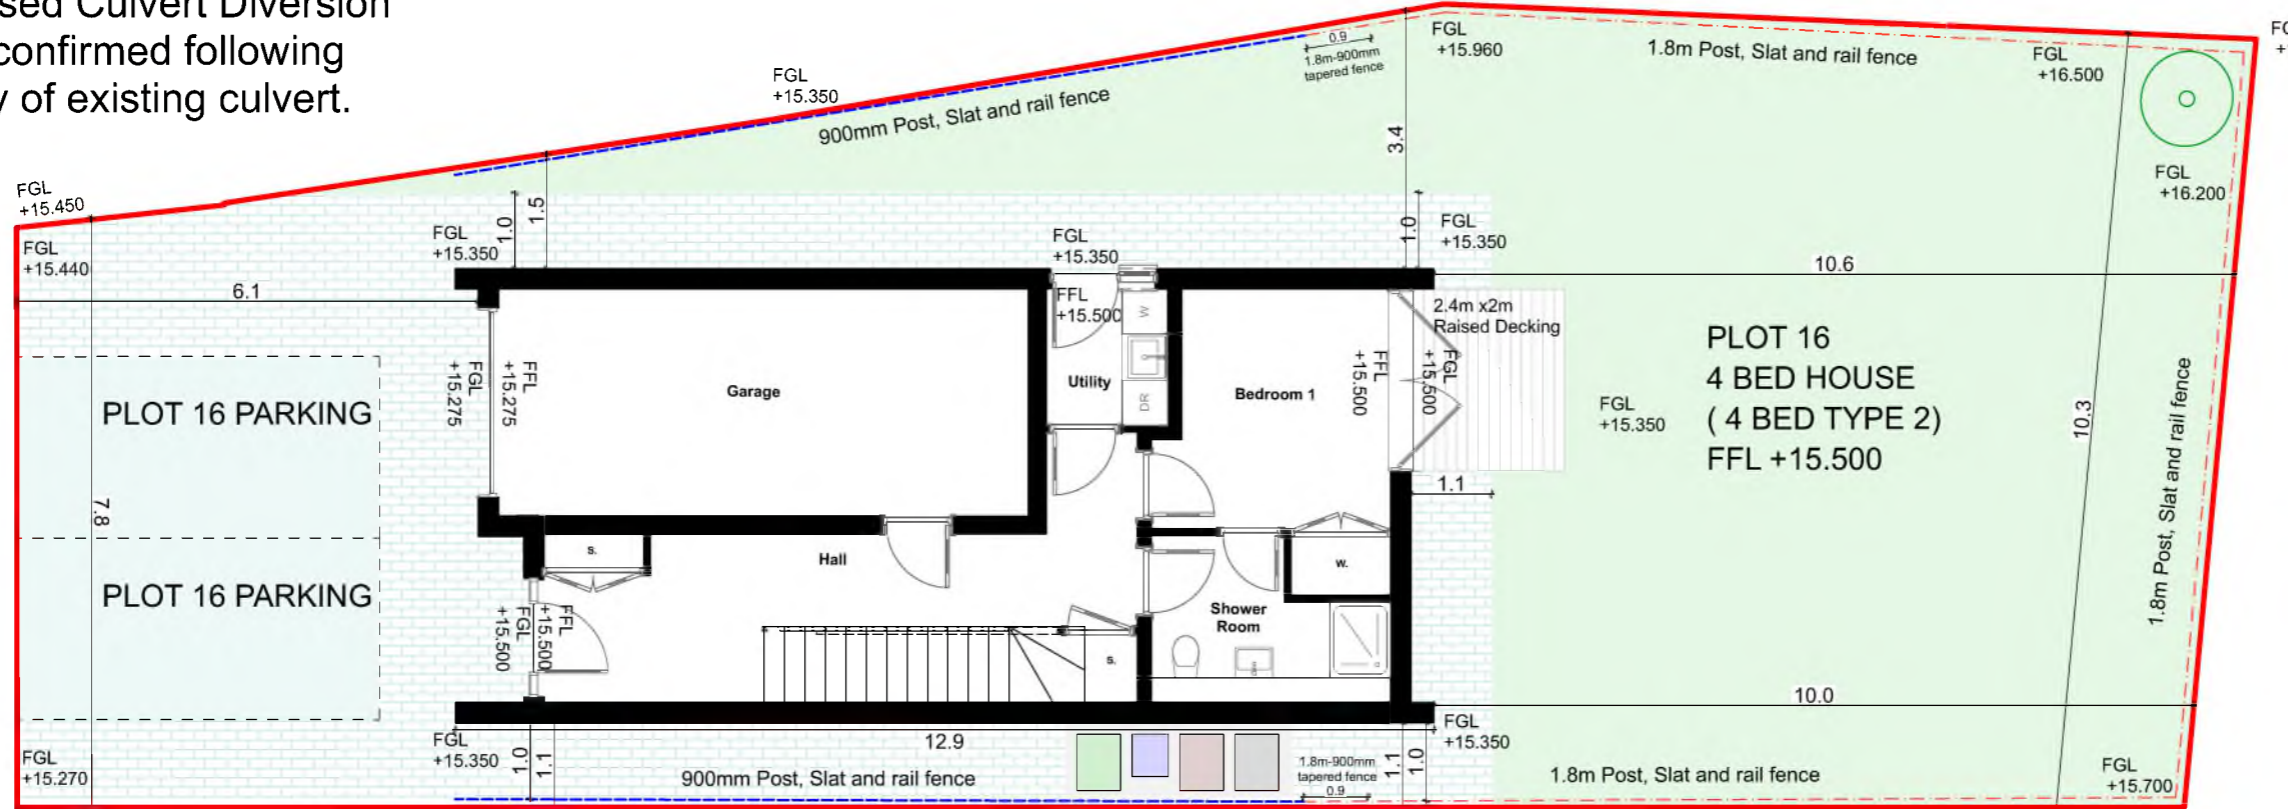 sed Culvert Diversion
confirmed following
y of existing culvert.
FGL
+15.450
FGL
+15.440
6.1
FGL
+15.350
FGL
+15.350
1.0
1.5
900mm Post, Slat and rail fence
0.9
1.8m-900mm
tapered fence
3.4
FGL
+15.960
1.8m Post, Slat and rail fence
FGL
+16.500
FGL
+16.200
FGL
+15.350
1.0
FGL
+15.350
10.6
FFL
+15.500
W
DR
Utility
Garage
FGL
+15.275
FFL
+15.275
Bedroom 1
FFL
+15.500
FGL
+15.500
2.4m x2m
Raised Decking
FGL
+15.350
PLOT 16
4 BED HOUSE
( 4 BED TYPE 2)
FFL +15.500
10.3
1.8m Post, Slat and rail fence
PLOT 16 PARKING
7.8
PLOT 16 PARKING
1.1
s.
Hall
w.
Shower
Room
s.
FGL
+15.500
FFL
+15.500
10.0
FGL
+15.270
FGL
+15.350
1.0
1.1
12.9
900mm Post, Slat and rail fence
1.8m-900mm
tapered fence
0.9
1.1
1.0
FGL
+15.350
1.8m Post, Slat and rail fence
FGL
+15.700